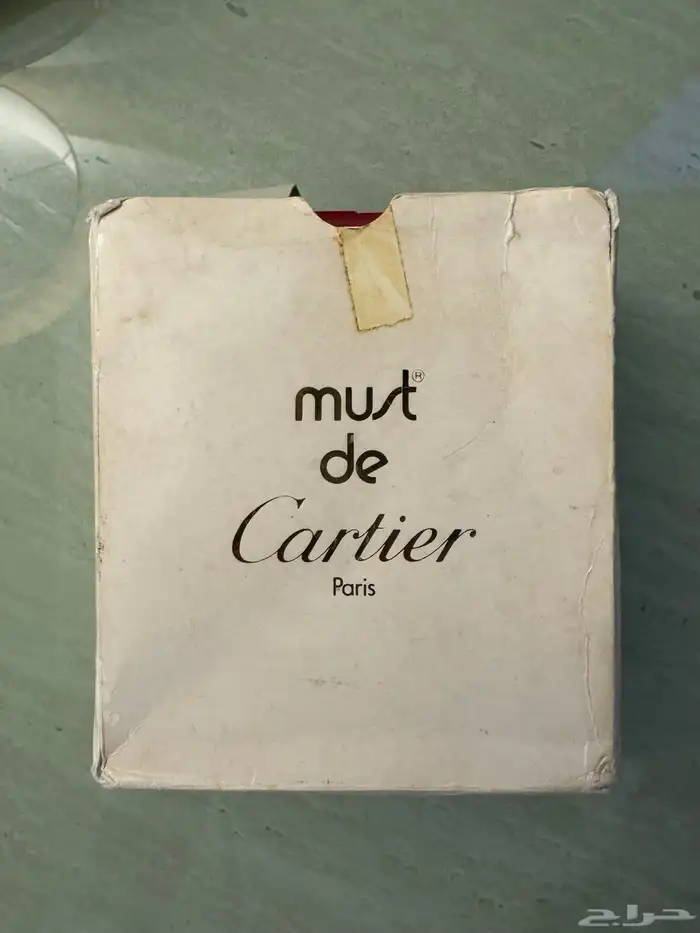 must®
de
Cartier
Paris
حراج